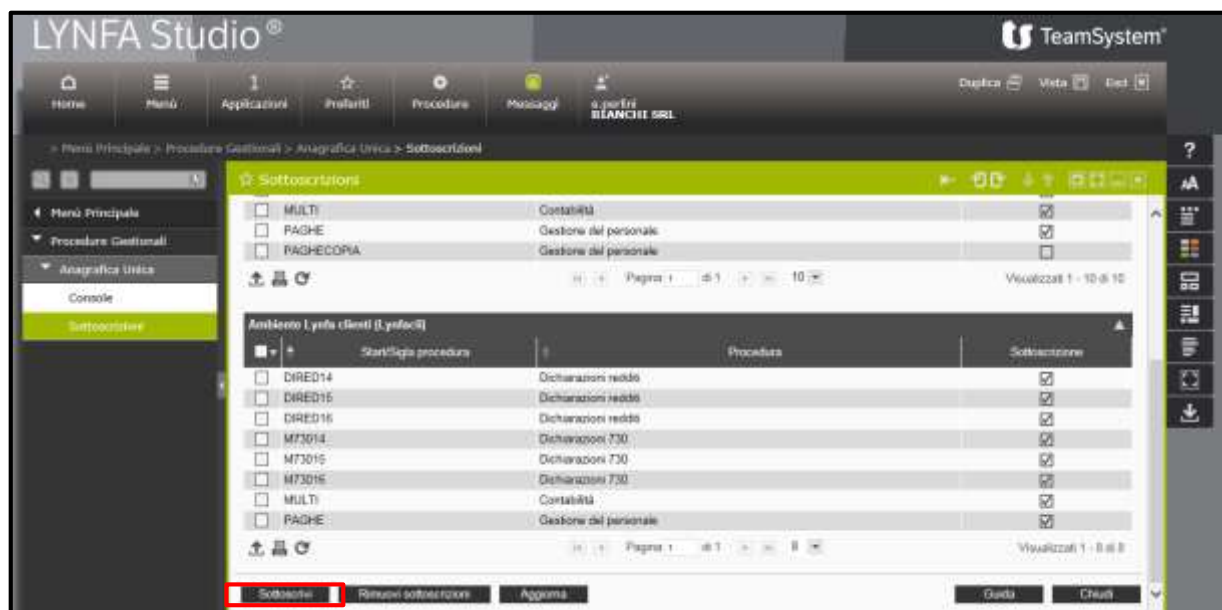 LYNFA Studio®
TeamSystem®
Home
Menù
1
Applicazioni
Preferiti
Procedure
Messaggi
BIANCHI SRL
Duplica
Vista
» Menù Principale > Procedure Gestionali > Anagrafica Unica > Sottoscrizioni
?
AA
Sottoscrizioni
Menù Principale
Procedure Gestionali
Anagrafica Unica
Console
Sottoscrizioni
MULTI Contabilità
PAGHE Gestione del personale
PAGHECOPIA Gestione del personale
Pagina 1 di 1 10 Visualizzati 1 - 10 di 10
Ambiente Lynfa clienti (Lynfacli)
Start/Sigla procedura Procedura Sottoscrizione
DIRED14 Dichiarazioni redditi
DIRED15 Dichiarazioni redditi
DIRED16 Dichiarazioni redditi
M73014 Dichiarazioni 730
M73015 Dichiarazioni 730
M73016 Dichiarazioni 730
MULTI Contabilità
PAGHE Gestione del personale
Pagina 1 di 1 8 Visualizzati 1 - 8 di 8
Sottoscrivi Rimuovi sottoscrizioni Aggiorna Guida Chiudi